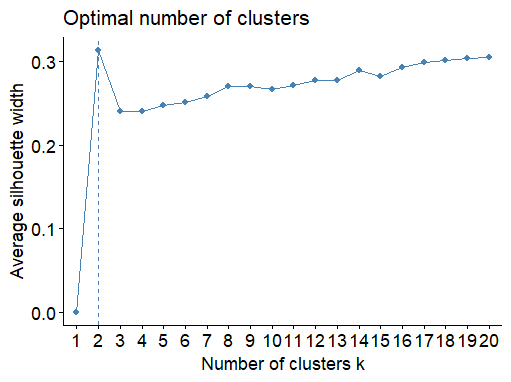 Optimal number of clusters
Average silhouette width
0.3
0.2
0.1
0.0
1 2 3 4 5 6 7 8 9 10 11 12 13 14 15 16 17 18 19 20
Number of clusters k